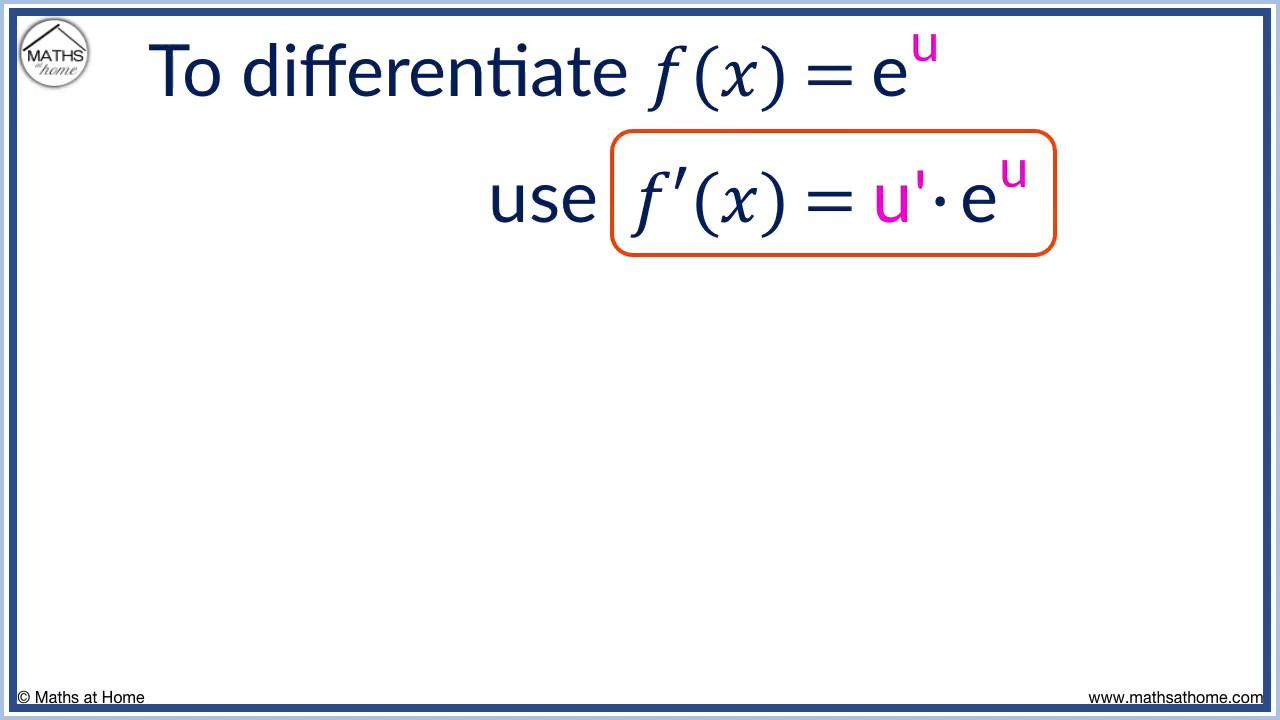 MATHS
at home
To differentiate f(x) = e^u
use f′(x) = u'· e^u
© Maths at Home
www.mathsathome.com